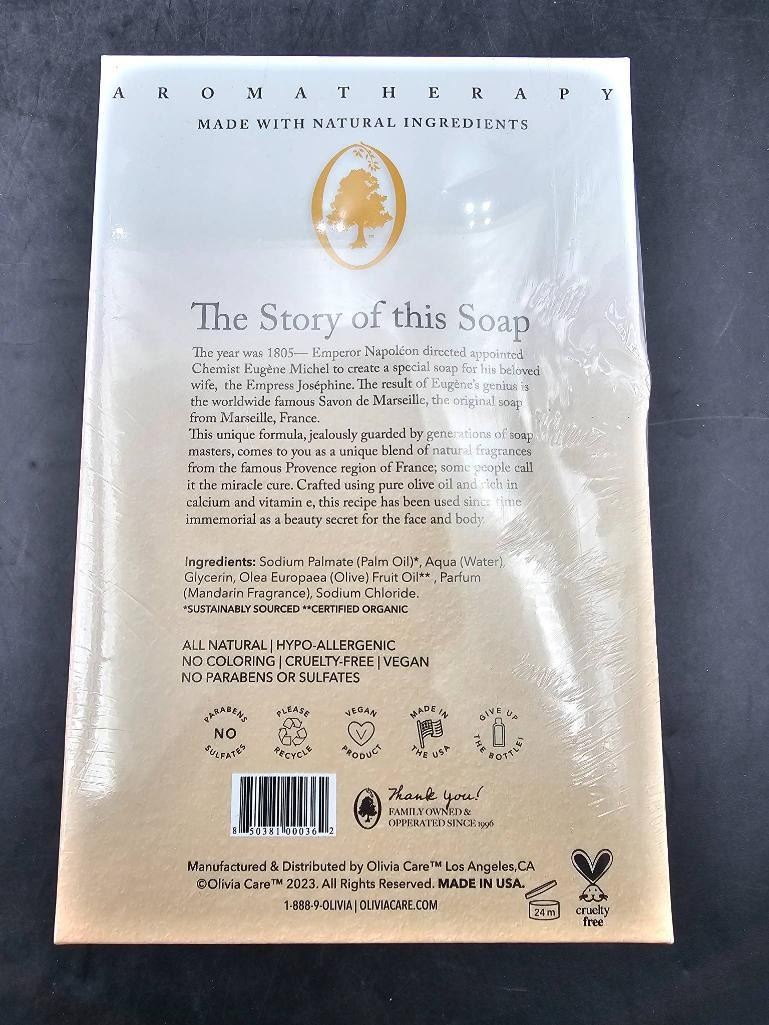 AROMATHERAPY
MADE WITH NATURAL INGREDIENTS
The Story of this Soap
The year was 1805— Emperor Napoléon directed appointed
Chemist Eugène Michel to create a special soap for his beloved
wife, the Empress Joséphine. The result of Eugène's genius is
the worldwide famous Savon de Marseille, the original soap
from Marseille, France.
This unique formula, jealously guarded by generations of soap
masters, comes to you as a unique blend of natural fragrances
from the famous Provence region of France; some people call
it the miracle cure. Crafted using pure olive oil and rich in
calcium and vitamin e, this recipe has been used since time
immemorial as a beauty secret for the face and body.
Ingredients: Sodium Palmate (Palm Oil)*, Aqua (Water),
Glycerin, Olea Europaea (Olive) Fruit Oil** , Parfum
(Mandarin Fragrance), Sodium Chloride.
*SUSTAINABLY SOURCED **CERTIFIED ORGANIC
ALL NATURAL | HYPO-ALLERGENIC
NO COLORING | CRUELTY-FREE | VEGAN
NO PARABENS OR SULFATES
PARABENS NO SULFATES
PLEASE RECYCLE
VEGAN V PRODUCT
MADE IN THE USA
GIVE UP THE BOTTLE!
8 50381 00036 2
Thank you!
FAMILY OWNED &
OPPERATED SINCE 1996
Manufactured & Distributed by Olivia Care™ Los Angeles,CA
©Olivia Care™ 2023. All Rights Reserved. MADE IN USA.
1-888-9-OLIVIA | OLIVIACARE.COM
24 m
cruelty
free